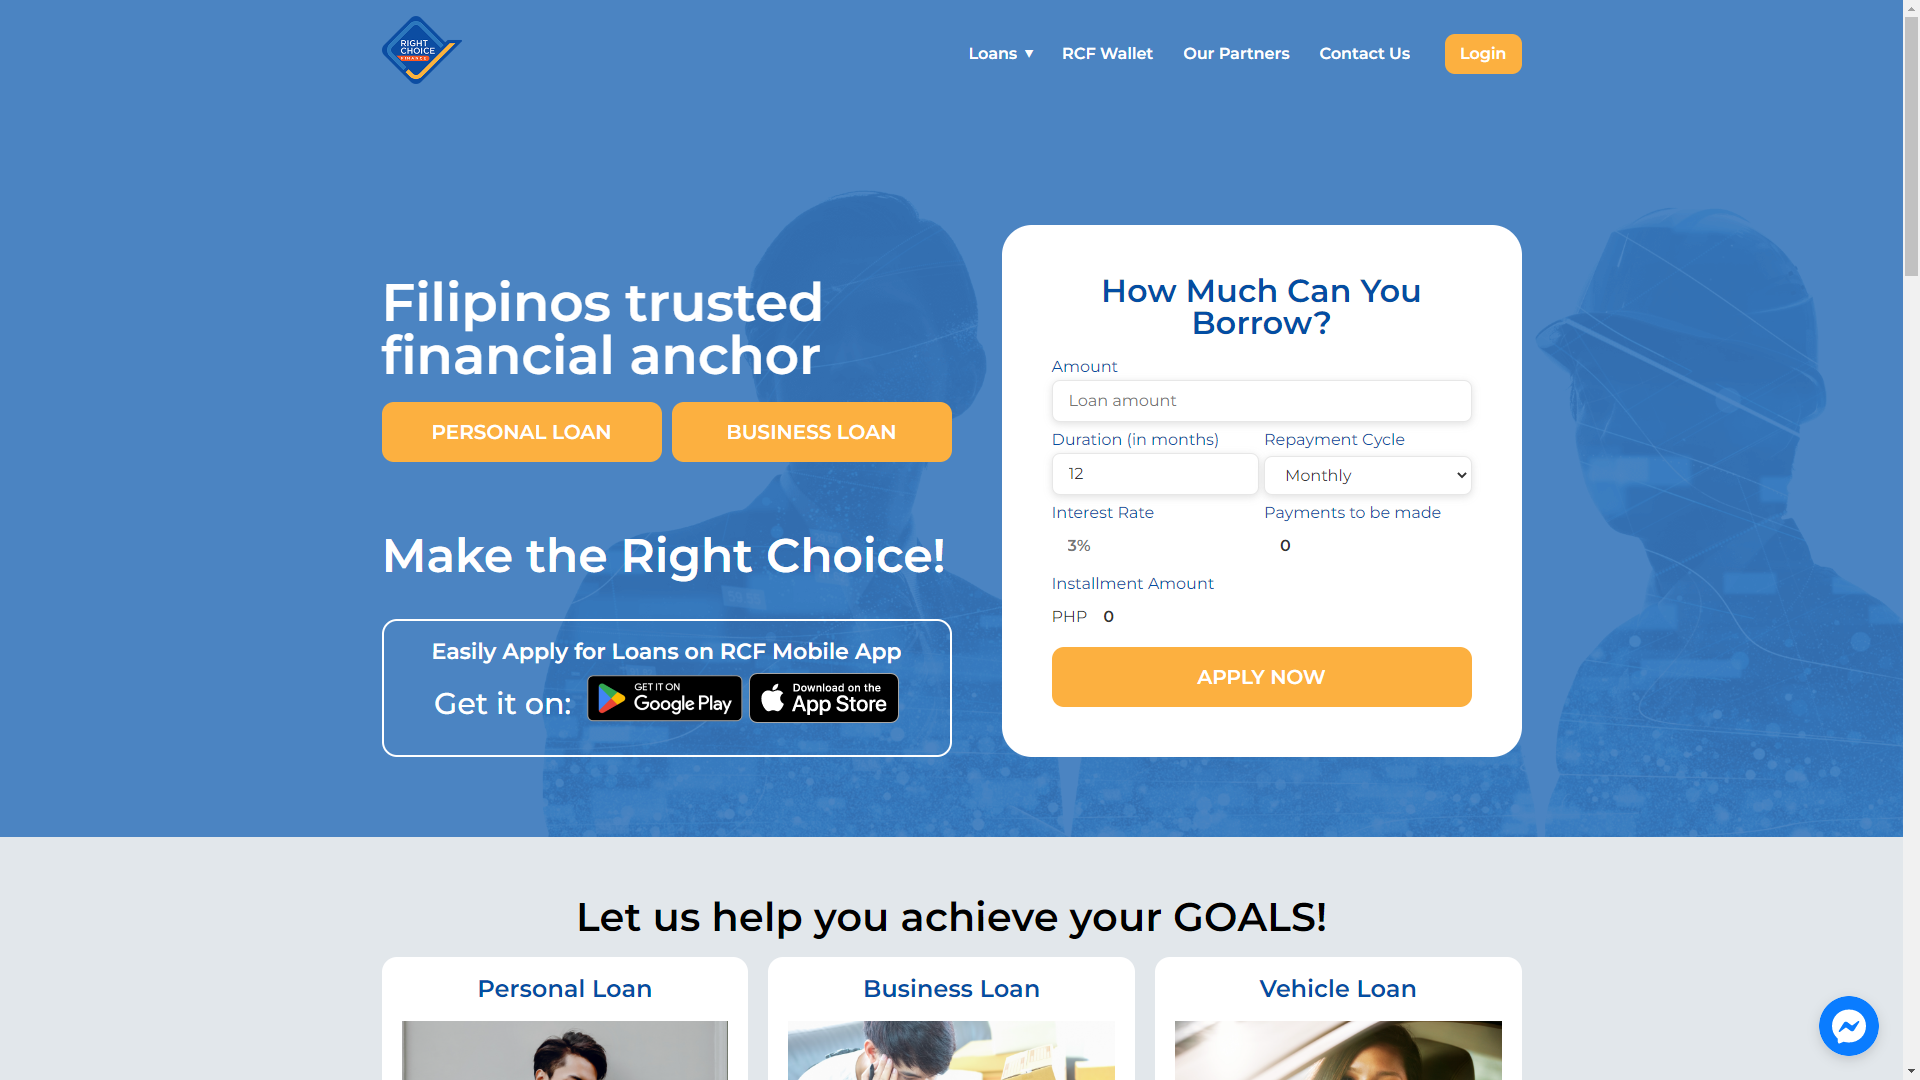 RIGHT
CHOICE
FINANCE
Loans ▼
RCF Wallet
Our Partners
Contact Us
Login
Filipinos trusted
financial anchor
PERSONAL LOAN
BUSINESS LOAN
Make the Right Choice!
Easily Apply for Loans on RCF Mobile App
Get it on:
GET IT ON
Google Play
Download on the
App Store
How Much Can You
Borrow?
Amount
Loan amount
Duration (in months)
Repayment Cycle
12
Monthly
Interest Rate
Payments to be made
3%
0
Installment Amount
PHP 0
APPLY NOW
Let us help you achieve your GOALS!
Personal Loan
Business Loan
Vehicle Loan